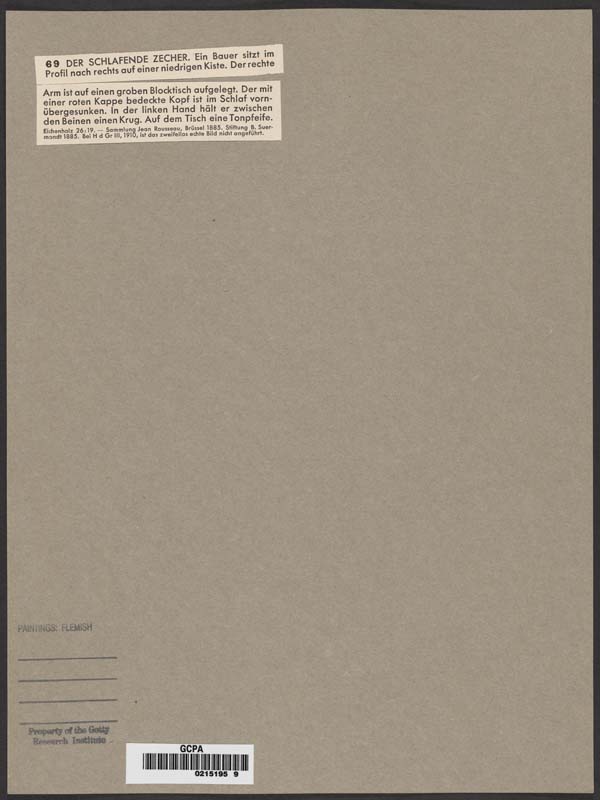 69 DER SCHLAFENDE ZECHER. Ein Bauer sitzt im
Profil nach rechts auf einer niedrigen Kiste. Der rechte
Arm ist auf einen groben Blocktisch aufgelegt. Der mit
einer roten Kappe bedeckte Kopf ist im Schlaf vorn-
übergesunken. In der linken Hand hält er zwischen
den Beinen einen Krug. Auf dem Tisch eine Tonpfeife.
Eichenholz 26:19. — Sammlung Jean Rousseau, Brüssel 1885. Stiftung B. Suer-
mondt 1885. Bei H d Gr III, 1910, ist das zweifellos echte Bild nicht angeführt.
PAINTINGS: FLEMISH
Property of the Getty
Research Institute
GCPA
0215195 9